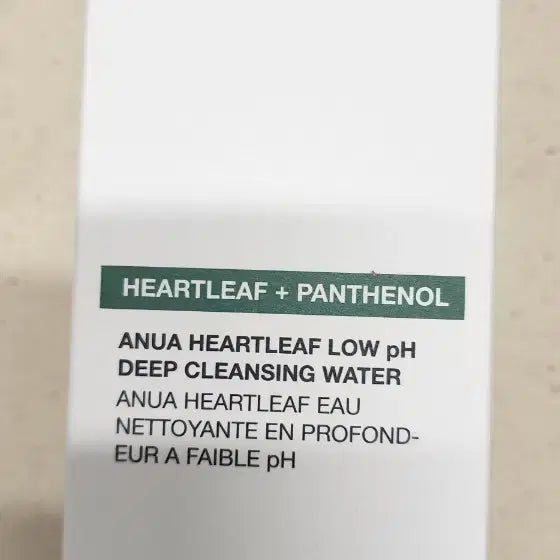 HEARTLEAF + PANTHENOL
ANUA HEARTLEAF LOW pH
DEEP CLEANSING WATER
ANUA HEARTLEAF EAU
NETTOYANTE EN PROFOND-
EUR A FAIBLE pH